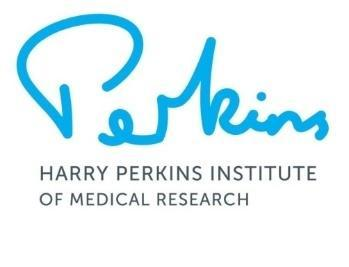 Perkins
HARRY PERKINS INSTITUTE
OF MEDICAL RESEARCH